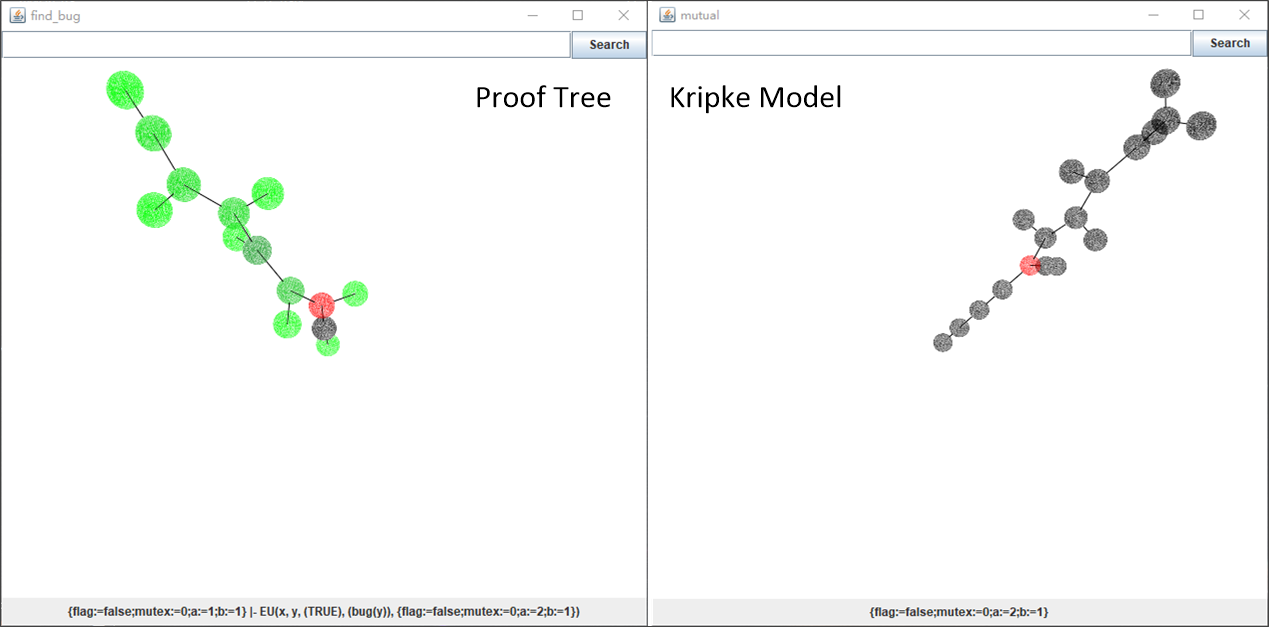 find_bug
Search
Proof Tree
{flag:=false;mutex:=0;a:=1;b:=1} |- EU(x, y, (TRUE), (bug(y)), {flag:=false;mutex:=0;a:=2;b:=1})
mutual
Search
Kripke Model
{flag:=false;mutex:=0;a:=2;b:=1}